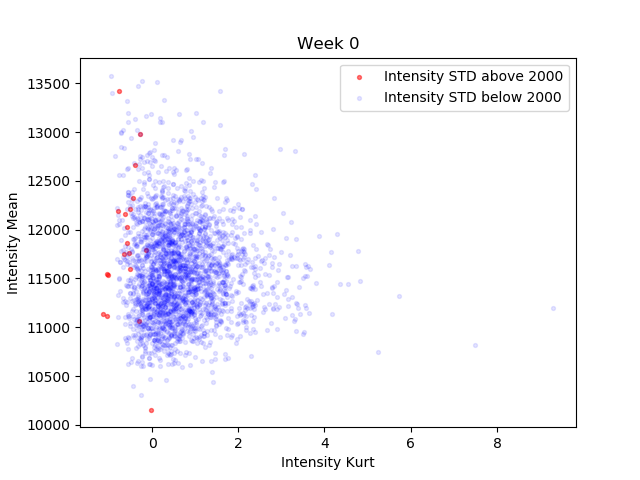 Week 0
Intensity STD above 2000
Intensity STD below 2000
Intensity Mean
13500
13000
12500
12000
11500
11000
10500
10000
0 2 4 6 8
Intensity Kurt